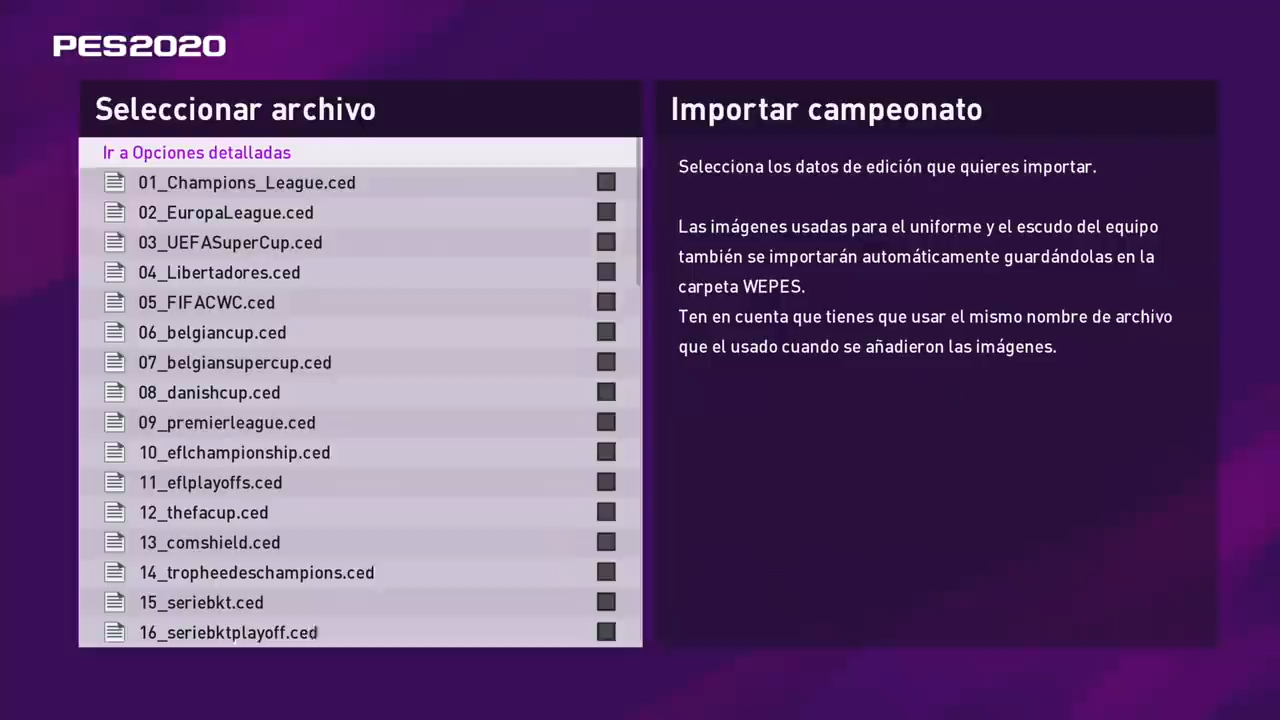 PES2020
Seleccionar archivo
Ir a Opciones detalladas
01_Champions_League.ced
02_EuropaLeague.ced
03_UEFASuperCup.ced
04_Libertadores.ced
05_FIFACWC.ced
06_belgiancup.ced
07_belgiansupercup.ced
08_danishcup.ced
09_premierleague.ced
10_eflchampionship.ced
11_eflplayoffs.ced
12_thefacup.ced
13_comshield.ced
14_tropheedeschampions.ced
15_seriebkt.ced
16_seriebktplayoff.ced
Importar campeonato
Selecciona los datos de edición que quieres importar.
Las imágenes usadas para el uniforme y el escudo del equipo
también se importarán automáticamente guardándolas en la
carpeta WEPES.
Ten en cuenta que tienes que usar el mismo nombre de archivo
que el usado cuando se añadieron las imágenes.